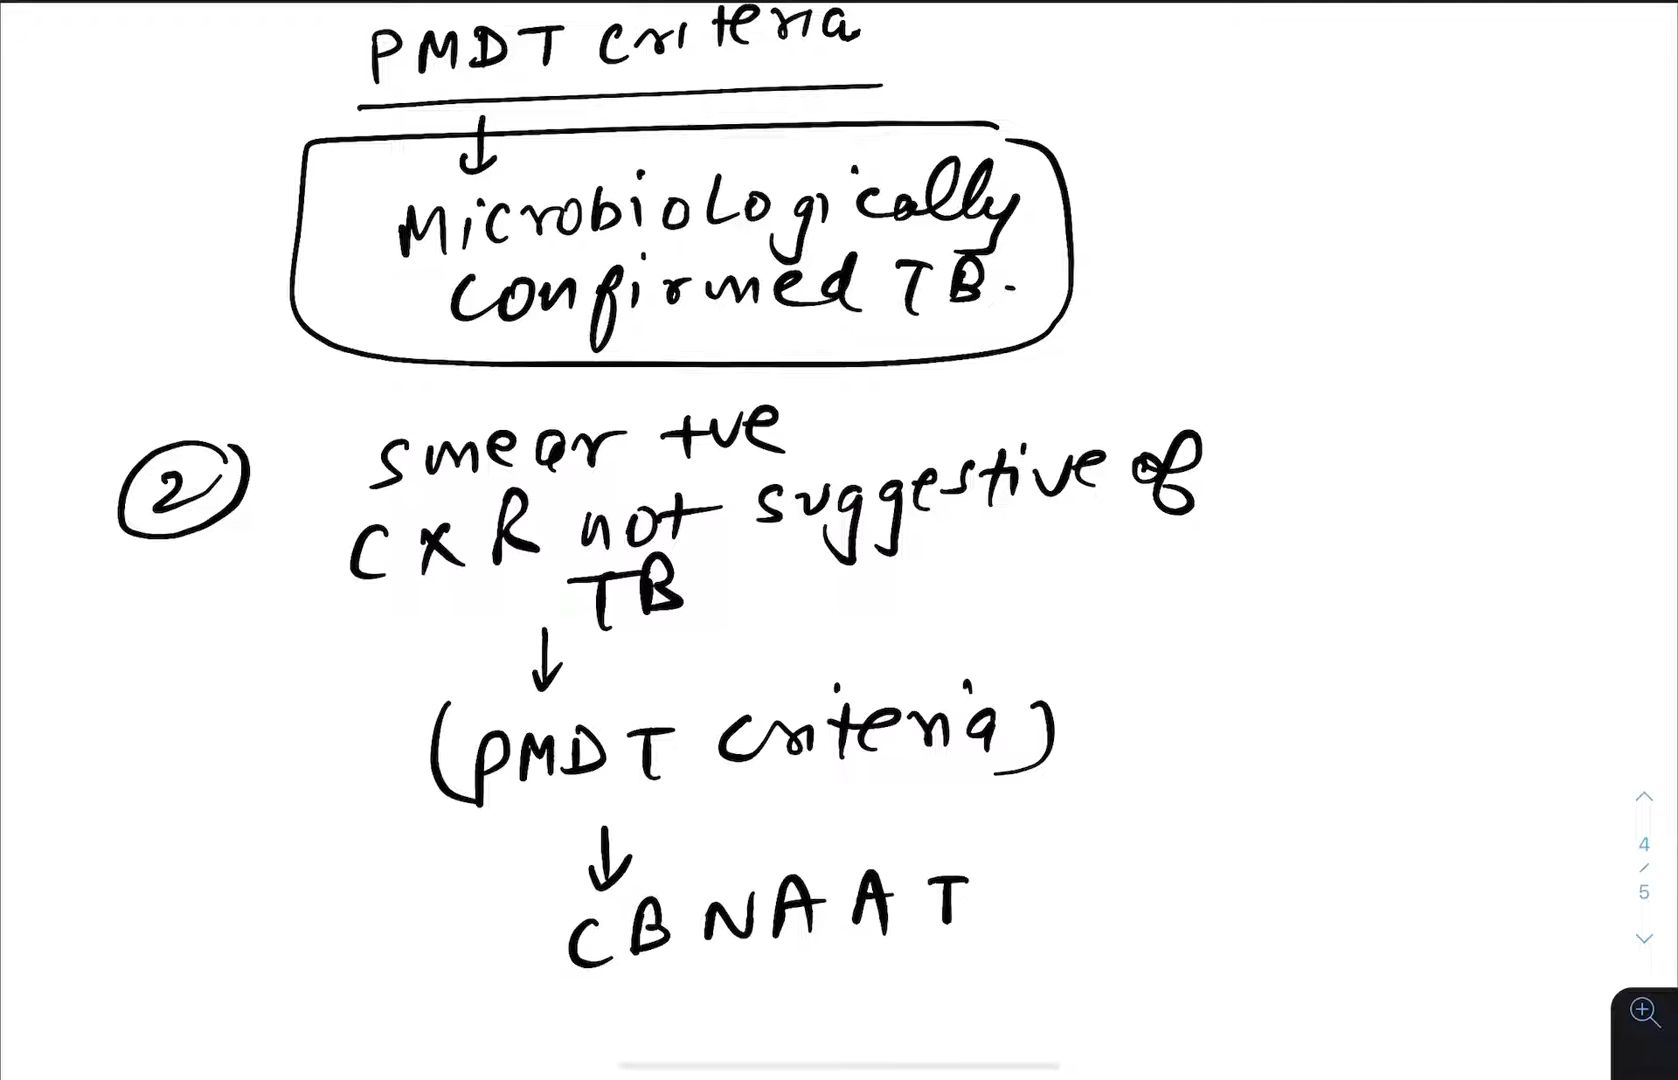 PMDT criteria
↓
Microbiologically
confirmed TB.
2
smear +ve
CXR not suggestive of
TB
↓
(PMDT criteria)
↓
CBNAAT
4
/
5